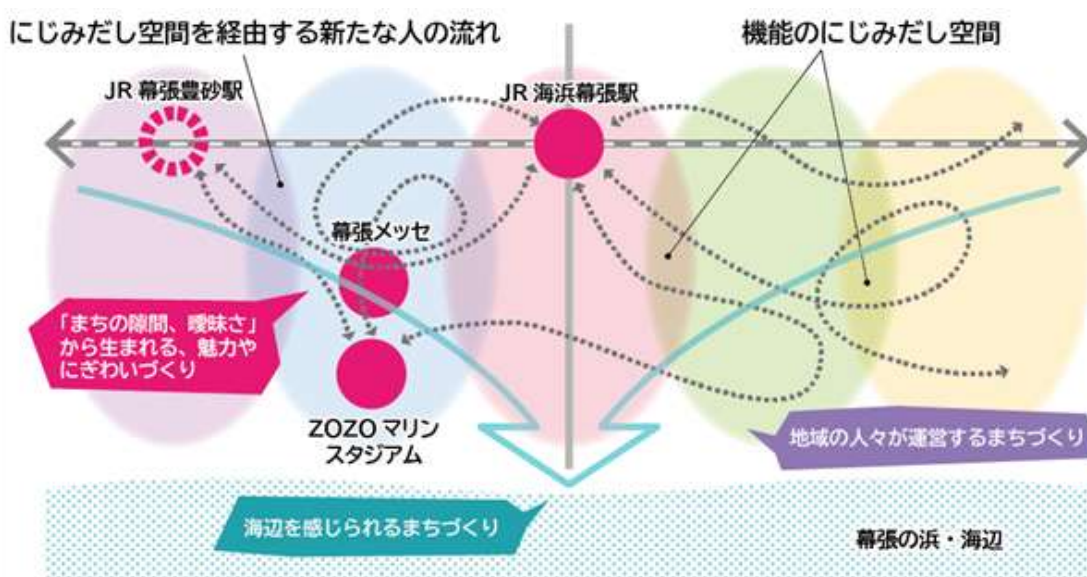 にじみだし空間を経由する新たな人の流れ
機能のにじみだし空間
JR 幕張豊砂駅
JR 海浜幕張駅
幕張メッセ
「まちの隙間、曖昧さ」
から生まれる、魅力や
にぎわいづくり
ZOZO マリン
スタジアム
地域の人々が運営するまちづくり
海辺を感じられるまちづくり
幕張の浜・海辺